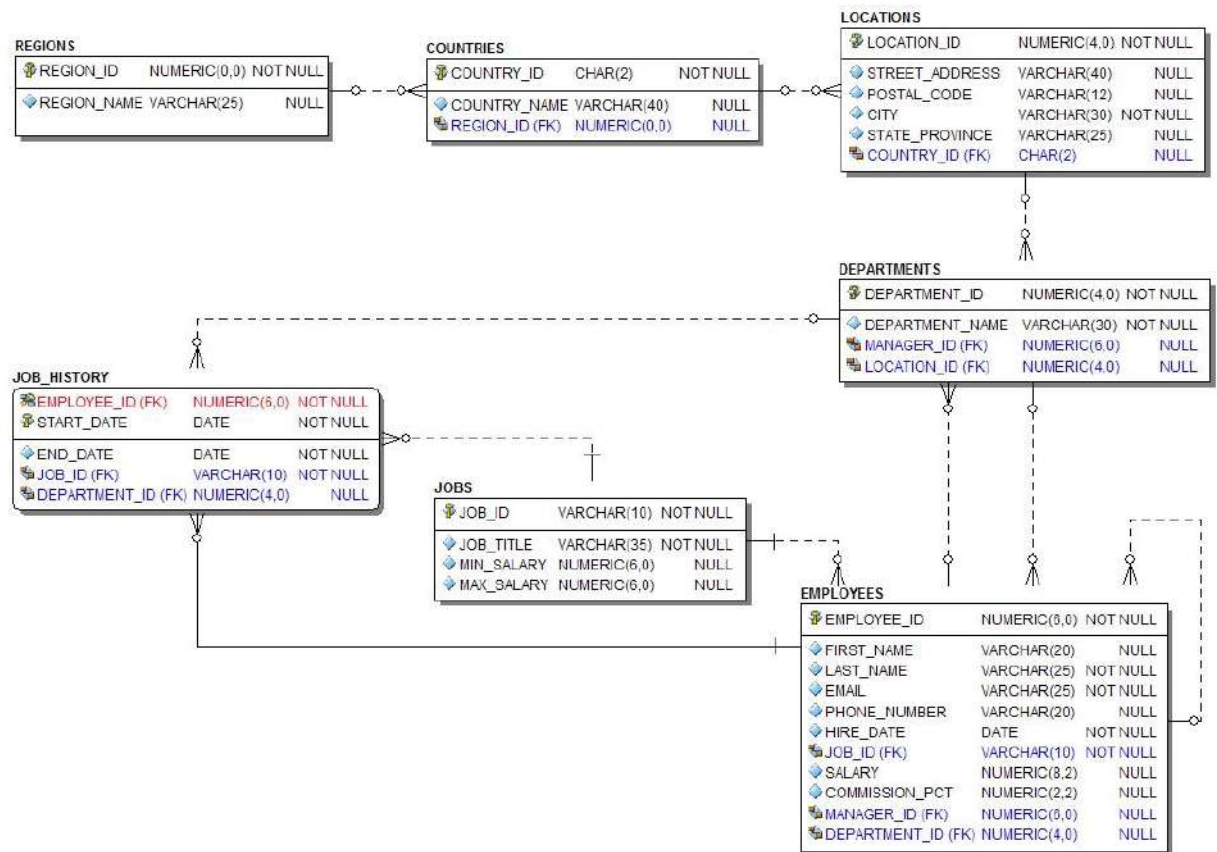 REGIONS
REGION_ID NUMERIC(0,0) NOT NULL
REGION_NAME VARCHAR(25) NULL
COUNTRIES
COUNTRY_ID CHAR(2) NOT NULL
COUNTRY_NAME VARCHAR(40) NULL
REGION_ID (FK) NUMERIC(0,0) NULL
LOCATIONS
LOCATION_ID NUMERIC(4,0) NOT NULL
STREET_ADDRESS VARCHAR(40) NULL
POSTAL_CODE VARCHAR(12) NULL
CITY VARCHAR(30) NOT NULL
STATE_PROVINCE VARCHAR(25) NULL
COUNTRY_ID (FK) CHAR(2) NULL
DEPARTMENTS
DEPARTMENT_ID NUMERIC(4,0) NOT NULL
DEPARTMENT_NAME VARCHAR(30) NOT NULL
MANAGER_ID (FK) NUMERIC(6,0) NULL
LOCATION_ID (FK) NUMERIC(4,0) NULL
JOB_HISTORY
EMPLOYEE_ID (FK) NUMERIC(6,0) NOT NULL
START_DATE DATE NOT NULL
END_DATE DATE NOT NULL
JOB_ID (FK) VARCHAR(10) NOT NULL
DEPARTMENT_ID (FK) NUMERIC(4,0) NULL
JOBS
JOB_ID VARCHAR(10) NOT NULL
JOB_TITLE VARCHAR(35) NOT NULL
MIN_SALARY NUMERIC(6,0) NULL
MAX_SALARY NUMERIC(6,0) NULL
EMPLOYEES
EMPLOYEE_ID NUMERIC(6,0) NOT NULL
FIRST_NAME VARCHAR(20) NULL
LAST_NAME VARCHAR(25) NOT NULL
EMAIL VARCHAR(25) NOT NULL
PHONE_NUMBER VARCHAR(20) NULL
HIRE_DATE DATE NOT NULL
JOB_ID (FK) VARCHAR(10) NOT NULL
SALARY NUMERIC(8,2) NULL
COMMISSION_PCT NUMERIC(2,2) NULL
MANAGER_ID (FK) NUMERIC(6,0) NULL
DEPARTMENT_ID (FK) NUMERIC(4,0) NULL